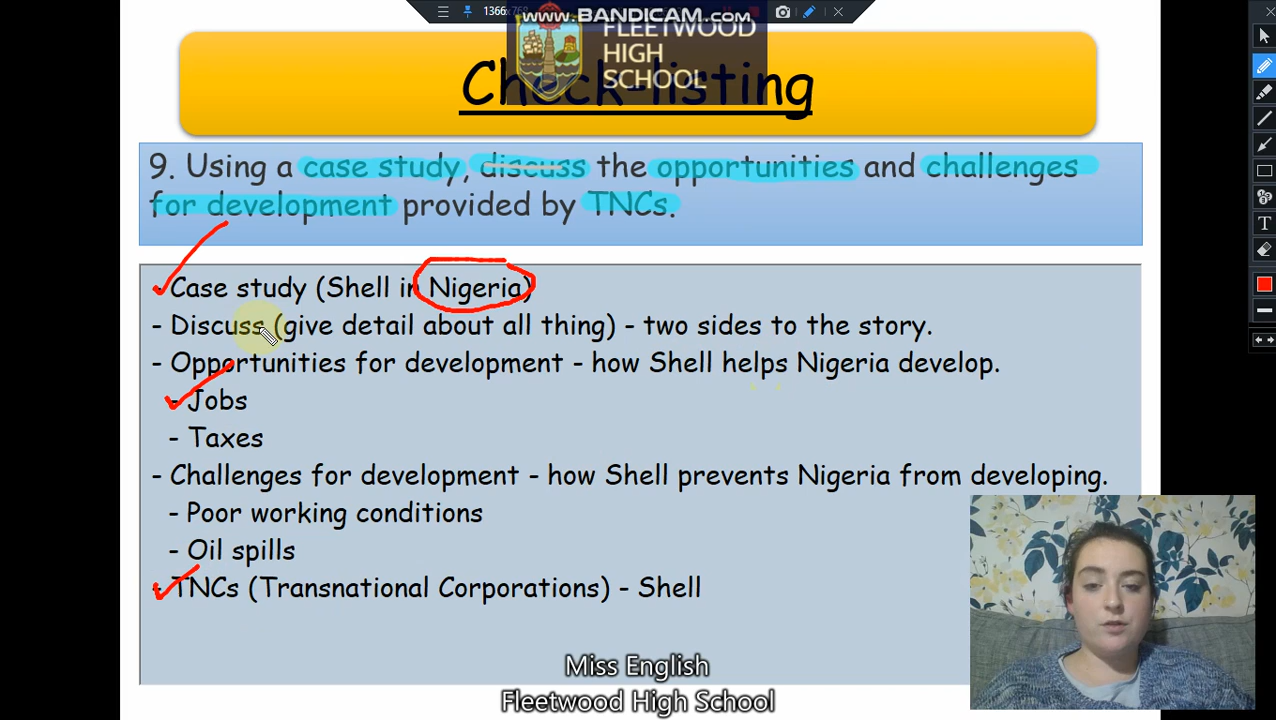 1366x768
www.BANDICAM.com
FLEETWOOD
HIGH
SCHOOL
Check-listing
9. Using a case study, discuss the opportunities and challenges
for development provided by TNCs.
- Case study (Shell in Nigeria)
- Discuss (give detail about all thing) - two sides to the story.
- Opportunities for development - how Shell helps Nigeria develop.
- Jobs
- Taxes
- Challenges for development - how Shell prevents Nigeria from developing.
- Poor working conditions
- Oil spills
- TNCs (Transnational Corporations) - Shell
Miss English
Fleetwood High School